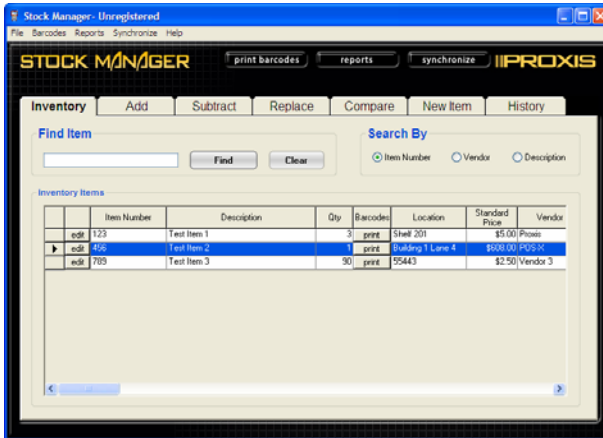 Stock Manager- Unregistered
File Barcodes Reports Synchronize Help
STOCK MANAGER print barcodes reports synchronize PROXIS
Inventory Add Subtract Replace Compare New Item History
Find Item Search By
Find Clear Item Number Vendor Description
Inventory Items
Item Number Description Qty Barcodes Location Standard Price Vendor
edit 123 Test Item 1 3 print Shelf 201 $5.00 Proxis
edit 456 Test Item 2 1 print Building 1 Lane 4 $608.00 POS-X
edit 789 Test Item 3 90 print 55443 $2.50 Vendor 3